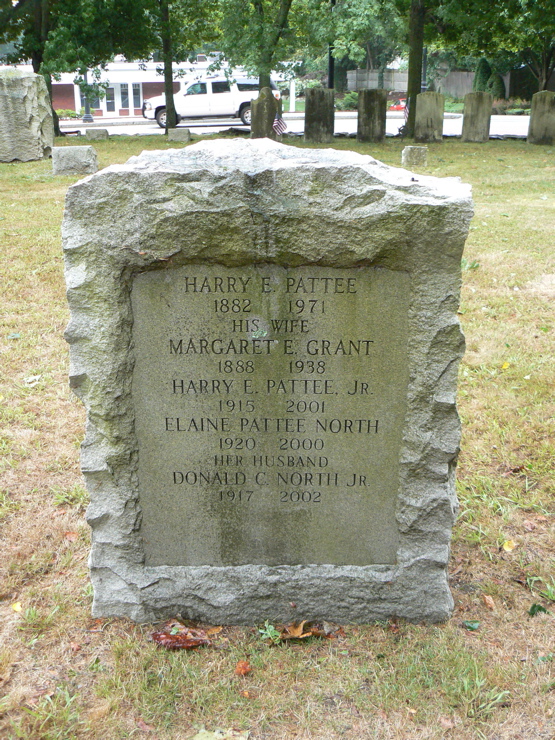 HARRY E. PATTEE
1882 1971
HIS WIFE
MARGARET E. GRANT
1888 1938
HARRY E. PATTEE, JR.
1915 2001
ELAINE PATTEE NORTH
1920 2000
HER HUSBAND
DONALD C. NORTH JR.
1917 2002